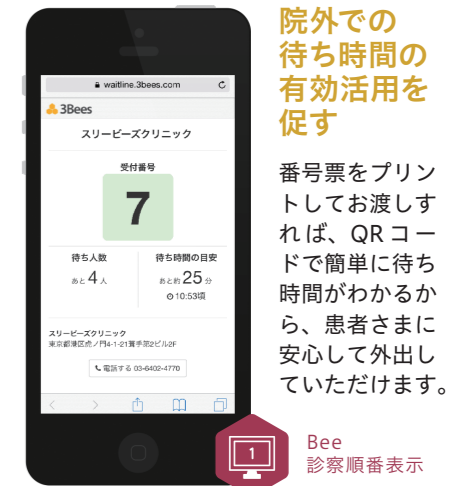 waitline.3bees.com
3Bees
スリービーズクリニック
受付番号
7
待ち人数
あと 4 人
待ち時間の目安
あと約 25 分
10:53頃
スリービーズクリニック
東京都港区虎ノ門4-1-21葺手第2ビル2F
電話する 03-6402-4770
院外での
待ち時間の
有効活用を
促す
番号票をプリン
トしてお渡しす
れば、QR コー
ドで簡単に待ち
時間がわかるか
ら、患者さまに
安心して外出し
ていただけます。
1
Bee
診察順番表示